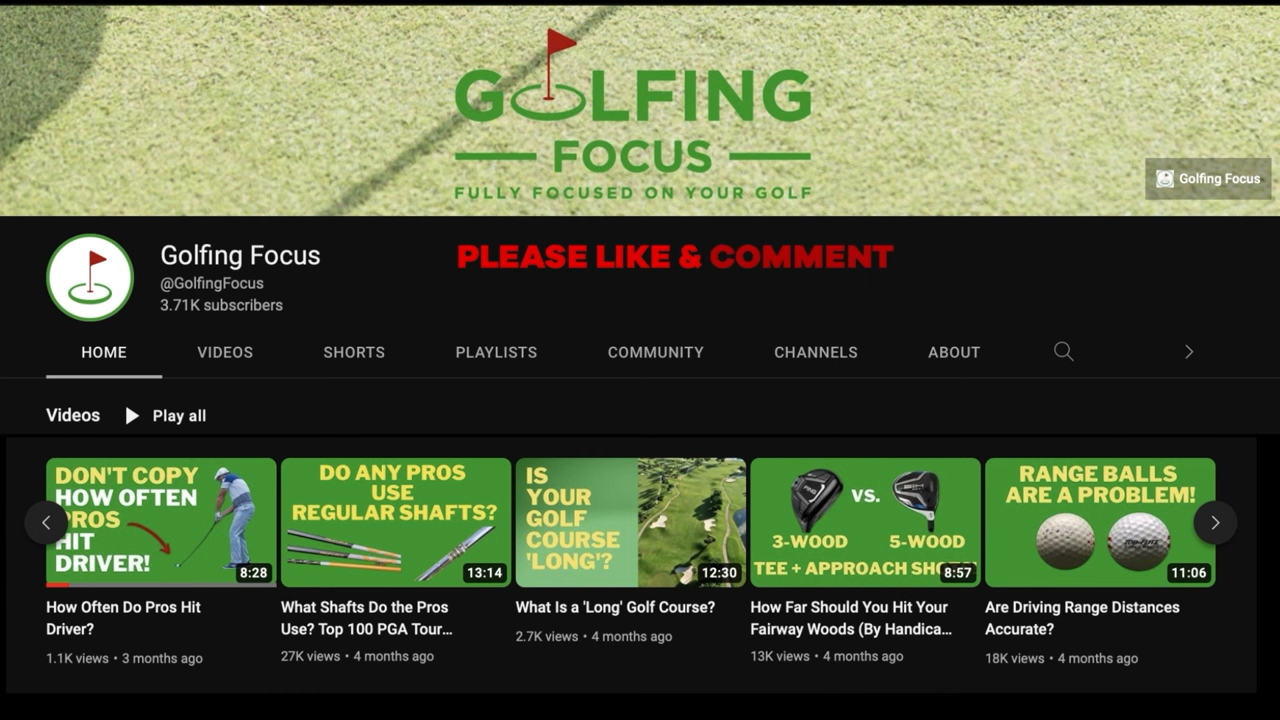 GOLFING
FOCUS
FULLY FOCUSED ON YOUR GOLF
Golfing Focus
Golfing Focus
@GolfingFocus
3.71K subscribers
PLEASE LIKE & COMMENT
HOME VIDEOS SHORTS PLAYLISTS COMMUNITY CHANNELS ABOUT
Videos Play all
DON'T COPY
HOW OFTEN
PROS
HIT
DRIVER!
8:28
How Often Do Pros Hit
Driver?
1.1K views • 3 months ago
DO ANY PROS
USE
REGULAR SHAFTS?
13:14
What Shafts Do the Pros
Use? Top 100 PGA Tour...
27K views • 4 months ago
IS
YOUR
GOLF
COURSE
'LONG'?
12:30
What Is a 'Long' Golf Course?
2.7K views • 4 months ago
VS.
3-WOOD 5-WOOD
TEE + APPROACH
8:57
How Far Should You Hit Your
Fairway Woods (By Handica...
13K views • 4 months ago
RANGE BALLS
ARE A PROBLEM!
11:06
Are Driving Range Distances
Accurate?
18K views • 4 months ago